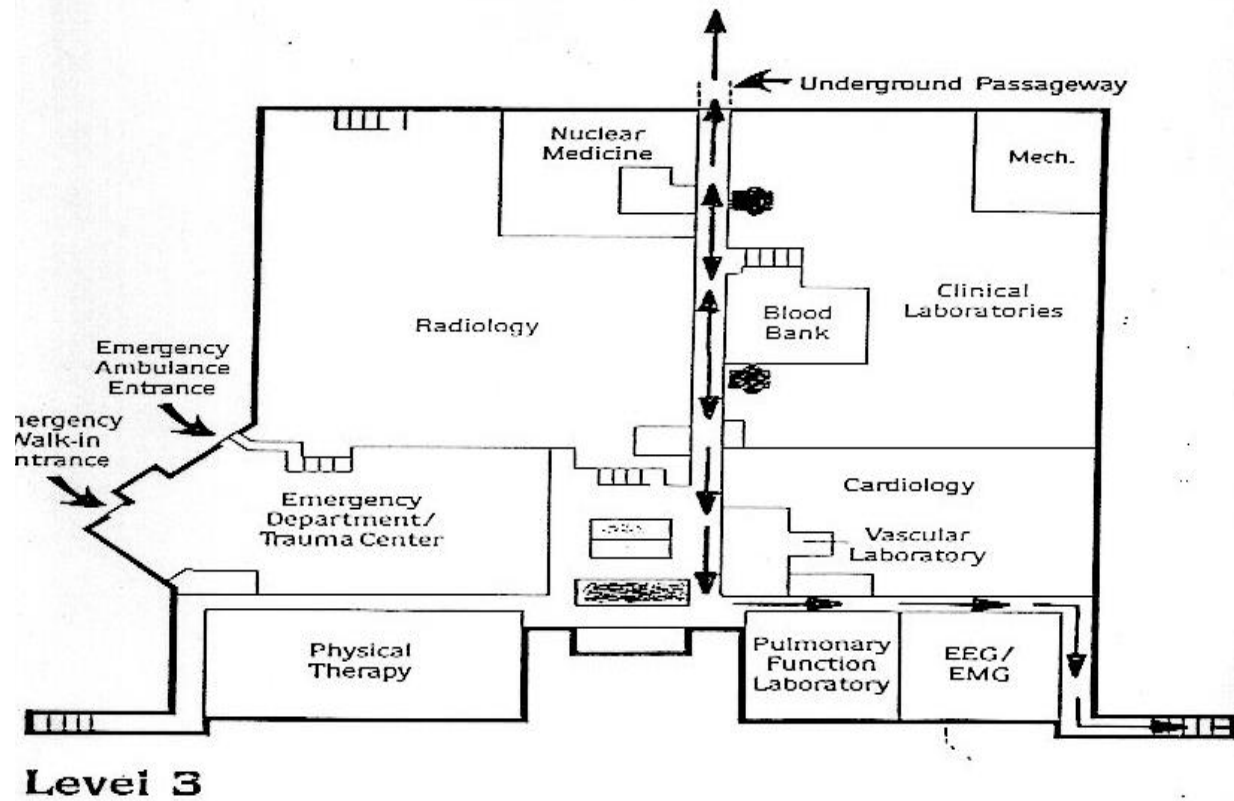 Underground Passageway
Nuclear
Medicine
Mech.
Clinical
Laboratories
Blood
Bank
Radiology
Emergency
Ambulance
Entrance
mergency
Walk-in
ntrance
Emergency
Department/
Trauma Center
Cardiology
Vascular
Laboratory
Physical
Therapy
Pulmonary
Function
Laboratory
EEG/
EMG
Level 3